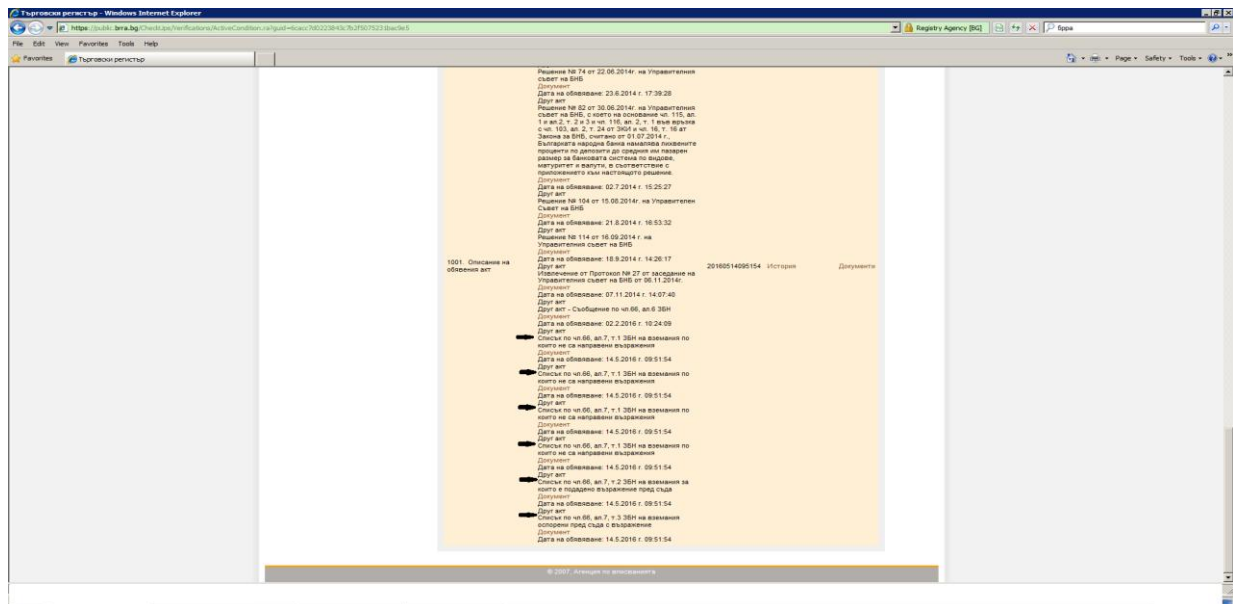 Търговски регистър - Windows Internet Explorer
Registry Agency [BG]
fippa
File Edit View Favorites Tools Help
Favorites Търговски регистър
Page Safety Tools
Решение № 74 от 22.06.2014г. на Управителния
съвет на БНБ
Документ
Дата на обявяване: 23.6.2014 г. 17:39:28
Друг акт
Решение № 82 от 30.06.2014г. на Управителния
съвет на БНБ, с което на основание чл. 115, ал.
1 и ал.2, т. 2 и 3 и чл. 116, ал. 2, т. 1 във връзка
с чл. 103, ал. 2, т. 24 от ЗКИ и чл. 16, т. 16 ат
Закона за БНБ, считано от 01.07.2014 г.,
Българката народна банка намалява лихвените
проценти по депозити до средния им пазарен
размер за банковата система по видове,
матуритет и валути, в съответствие с
приложението към настоящото решение.
Документ
Дата на обявяване: 02.7.2014 г. 15:25:27
Друг акт
Решение № 104 от 15.08.2014г. на Управителен
Съвет на БНБ
Документ
Дата на обявяване: 21.8.2014 г. 16:53:32
Друг акт
Решение № 114 от 16.09.2014 г. на
Управителния съвет на БНБ
Документ
Дата на обявяване: 18.9.2014 г. 14:26:17
1001. Описание на
обявения акт
20160514095154 История Документи
Друг акт
Извлечение от Протокол № 27 от заседание на
Управителния съвет на БНБ от 06.11.2014г.
Документ
Дата на обявяване: 07.11.2014 г. 14:07:40
Друг акт
Друг акт - Съобщение по чл.66, ал.6 ЗБН
Документ
Дата на обявяване: 02.2.2016 г. 10:24:09
Друг акт
Списък по чл.66, ал.7, т.1 ЗБН на вземания по
които не са направени възражения
Документ
Дата на обявяване: 14.5.2016 г. 09:51:54
Друг акт
Списък по чл.66, ал.7, т.1 ЗБН на вземания по
които не са направени възражения
Документ
Дата на обявяване: 14.5.2016 г. 09:51:54
Друг акт
Списък по чл.66, ал.7, т.1 ЗБН на вземания по
които не са направени възражения
Документ
Дата на обявяване: 14.5.2016 г. 09:51:54
Друг акт
Списък по чл.66, ал.7, т.1 ЗБН на вземания по
които не са направени възражения
Документ
Дата на обявяване: 14.5.2016 г. 09:51:54
Друг акт
Списък по чл.66, ал.7, т.2 ЗБН на вземания за
които е подадено възражение пред съда
Документ
Дата на обявяване: 14.5.2016 г. 09:51:54
Друг акт
Списък по чл.66, ал.7, т.3 ЗБН на вземания
оспорени пред съда с възражение
Документ
Дата на обявяване: 14.5.2016 г. 09:51:54
© 2007, Агенция по вписванията